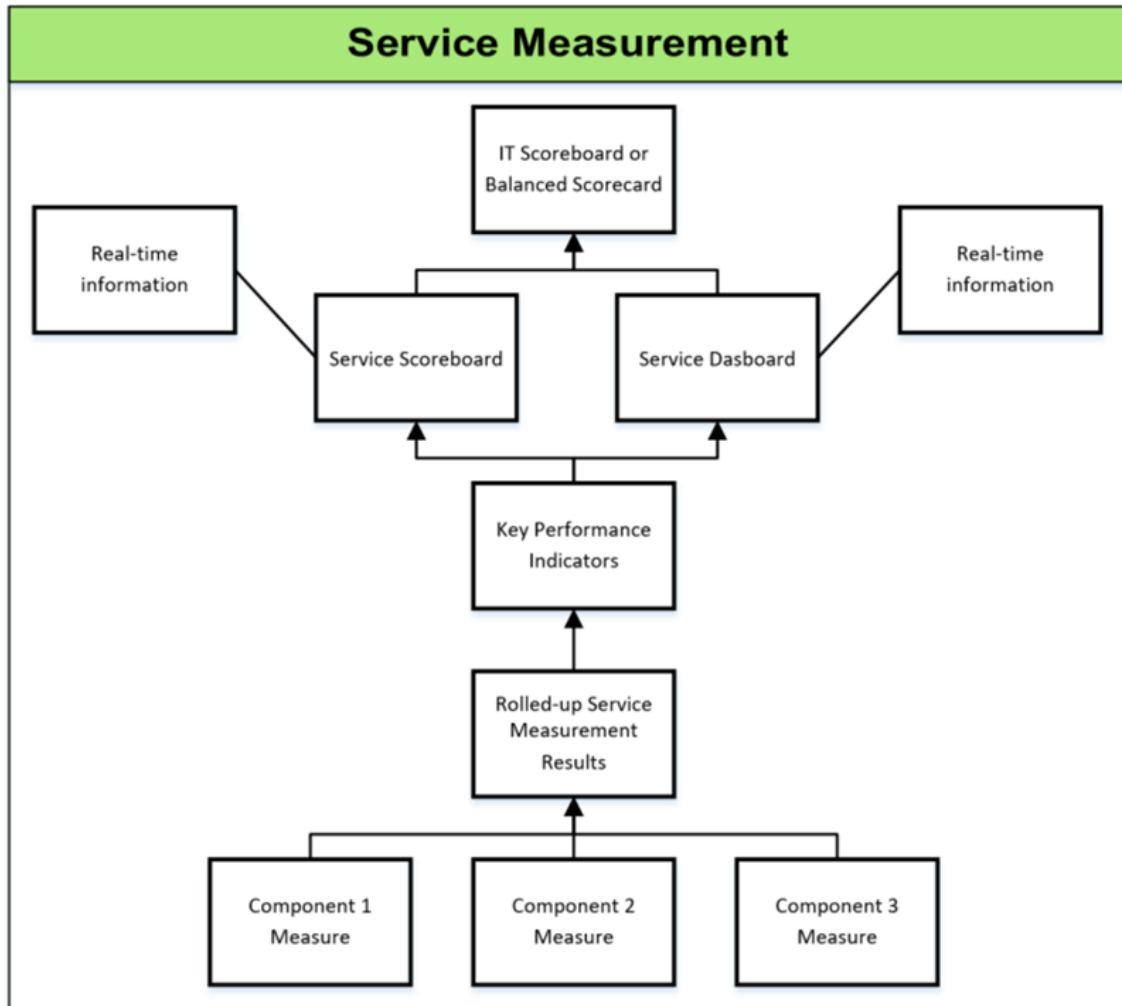 Service Measurement
IT Scoreboard or
Balanced Scorecard
Real-time
information
Real-time
information
Service Scoreboard
Service Dasboard
Key Performance
Indicators
Rolled-up Service
Measurement
Results
Component 1
Measure
Component 2
Measure
Component 3
Measure